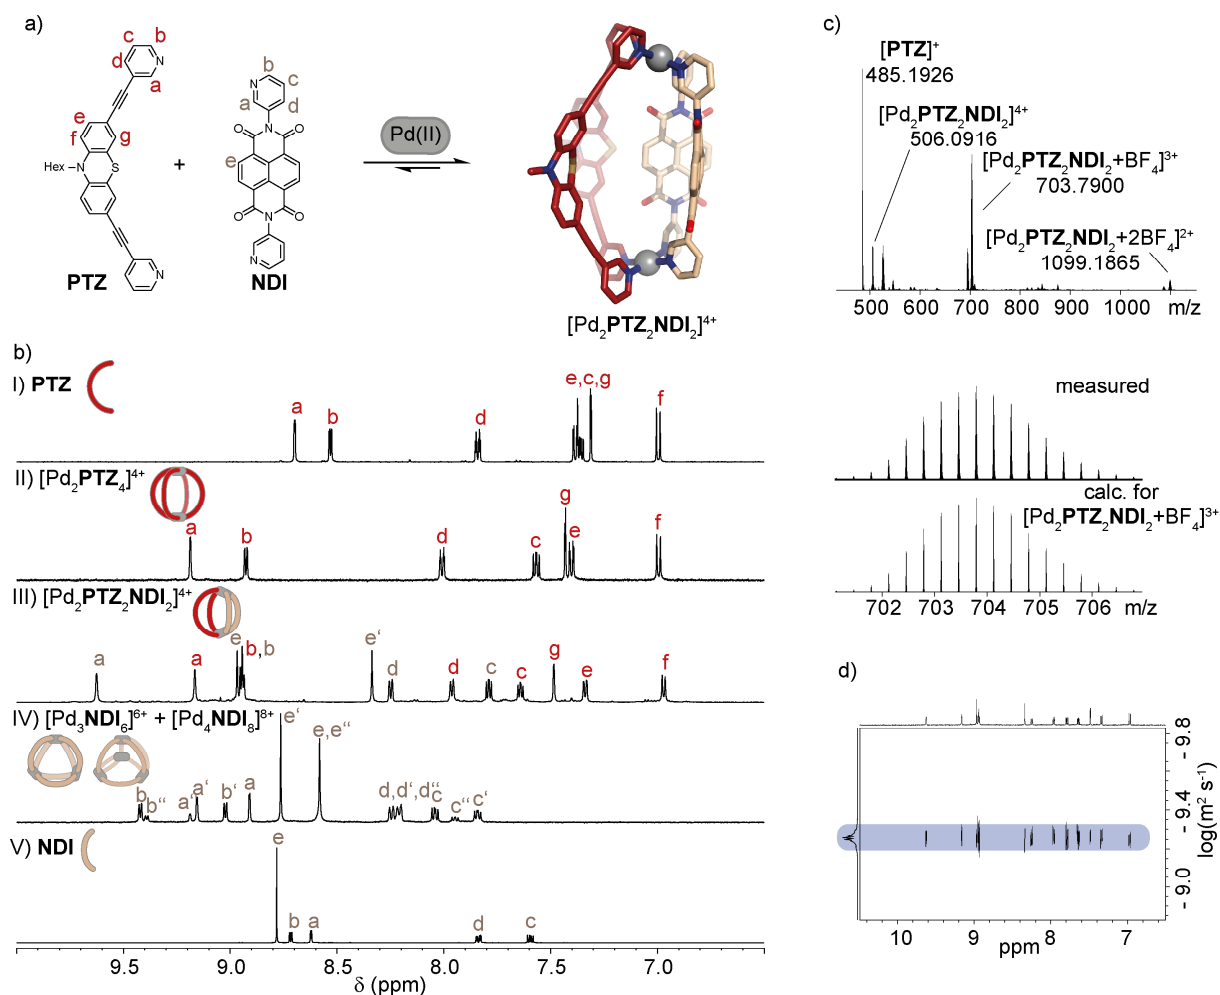 a)
c b
d N
a
e
f g
Hex N S
N
PTZ
+
b
N c
a d
N
O O
e
O O
N
N
NDI
Pd(II)
[Pd2PTZ2NDI2]4+
c)
[PTZ]+
485.1926
[Pd2PTZ2NDI2]4+
506.0916
[Pd2PTZ2NDI2+BF4]3+
703.7900
[Pd2PTZ2NDI2+2BF4]2+
1099.1865
500 600 700 800 900 1000 m/z
measured
calc. for
[Pd2PTZ2NDI2+BF4]3+
702 703 704 705 706 m/z
b)
I) PTZ
a b d e,c,g f
II) [Pd2PTZ4]4+
a b d c g e f
III) [Pd2PTZ2NDI2]4+
a a e b,b e‘ d d c c g e f
IV) [Pd3NDI6]6+ + [Pd4NDI8]8+
b b“ a‘ a‘ b‘ a e‘ e,e“ d,d‘,d“ c c“ c‘
V) NDI
e b a d c
9.5 9.0 8.5 8.0 7.5 7.0
δ (ppm)
d)
- 9.8
- 9.4
- 9.0
log(m2 s-1)
10 9 8 7
ppm